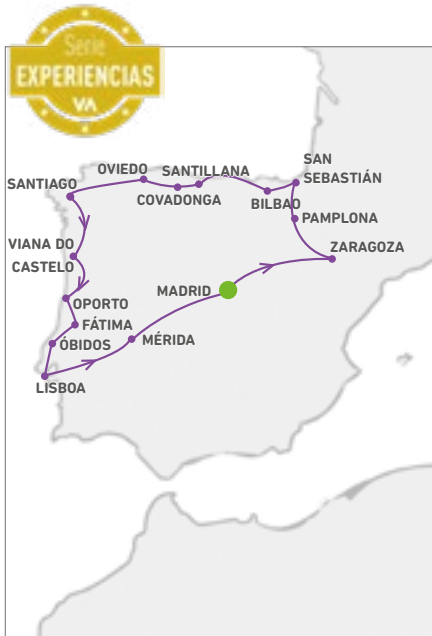 Serie
EXPERIENCIAS
VA
OVIEDO
SANTILLANA
SAN
SEBASTIÁN
SANTIAGO
COVADONGA
BILBAO
PAMPLONA
VIANA DO
CASTELO
ZARAGOZA
MADRID
OPORTO
FÁTIMA
ÓBIDOS
MÉRIDA
LISBOA